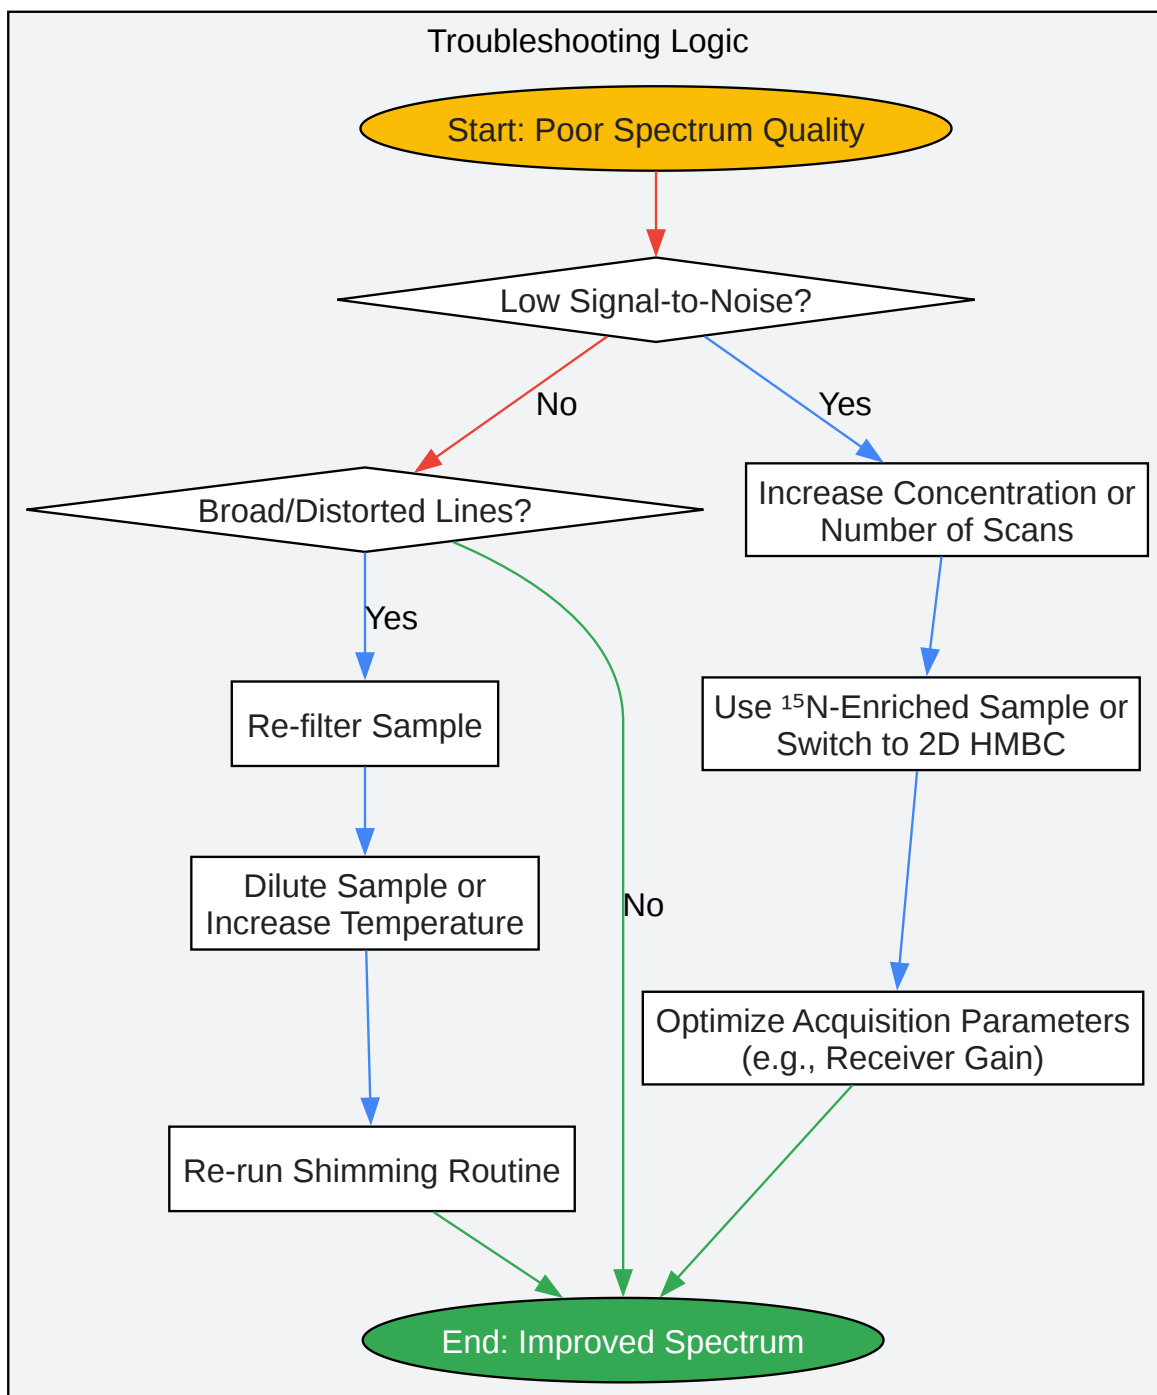 Troubleshooting Logic
Start: Poor Spectrum Quality
Low Signal-to-Noise?
No
Yes
Broad/Distorted Lines?
Increase Concentration or
Number of Scans
Yes
Re-filter Sample
Use ¹⁵N-Enriched Sample or
Switch to 2D HMBC
Dilute Sample or
Increase Temperature
No
Optimize Acquisition Parameters
(e.g., Receiver Gain)
Re-run Shimming Routine
End: Improved Spectrum